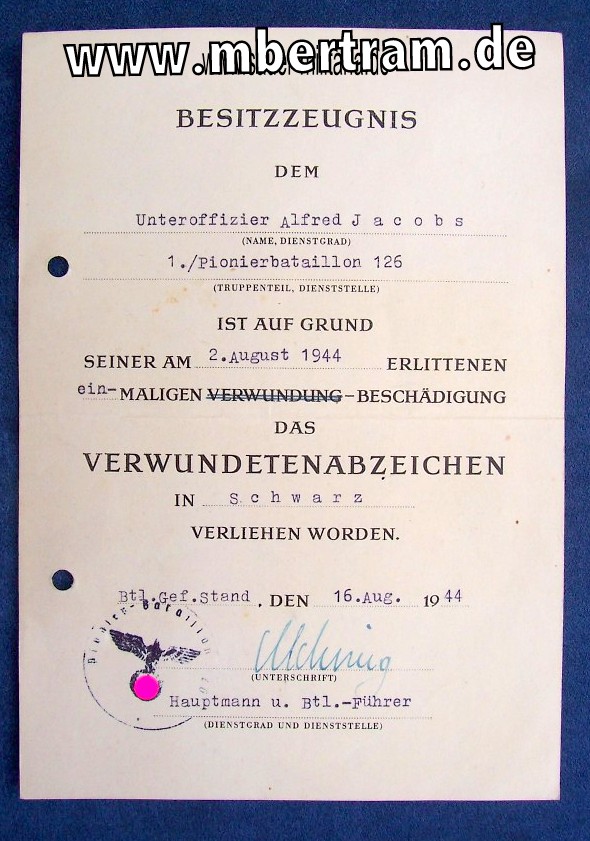 www.mbertram.de
BESITZZEUGNIS
DEM
Unteroffizier Alfred Jacobs
(NAME, DIENSTGRAD)
1./Pionierbataillon 126
(TRUPPENTEIL, DIENSTSTELLE)
IST AUF GRUND
SEINER AM 2.August 1944 ERLITTENEN
ein-MALIGEN VERWUNDUNG-BESCHÄDIGUNG
DAS
VERWUNDETENABZEICHEN
IN Schwarz
VERLIEHEN WORDEN.
Btl.Gef.Stand, DEN 16.Aug. 1944
Pionier-Bataillon
(UNTERSCHRIFT)
Hauptmann u. Btl.-Führer
(DIENSTGRAD UND DIENSTSTELLE)